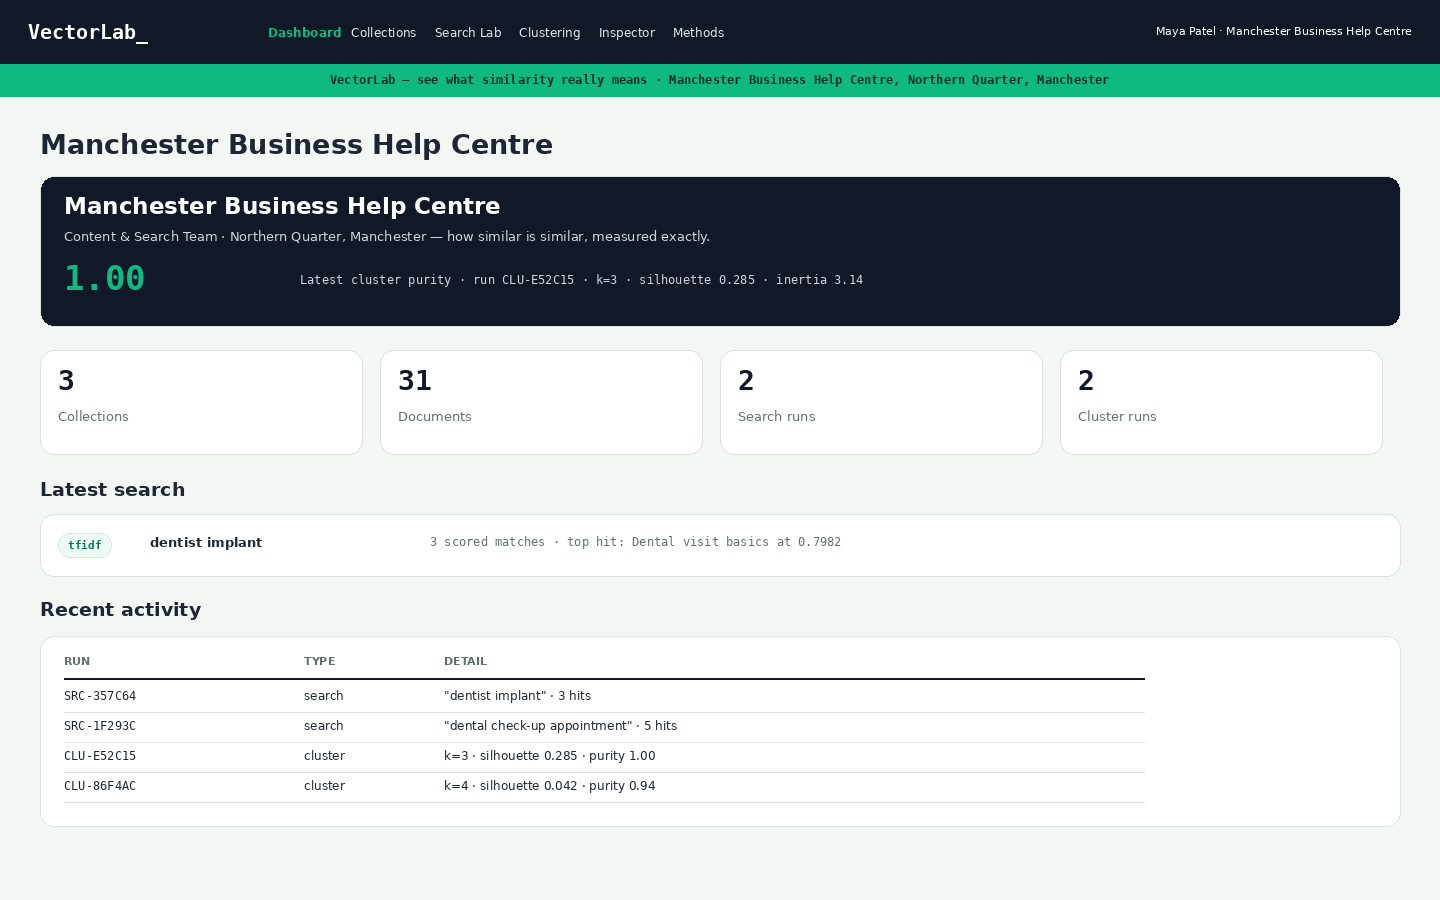 VectorLab_
Dashboard Collections Search Lab Clustering Inspector Methods
Maya Patel · Manchester Business Help Centre
VectorLab — see what similarity really means · Manchester Business Help Centre, Northern Quarter, Manchester
Manchester Business Help Centre
Manchester Business Help Centre
Content & Search Team · Northern Quarter, Manchester — how similar is similar, measured exactly.
1.00 Latest cluster purity · run CLU-E52C15 · k=3 · silhouette 0.285 · inertia 3.14
3 31 2 2
Collections Documents Search runs Cluster runs
Latest search
tfidf dentist implant 3 scored matches · top hit: Dental visit basics at 0.7982
Recent activity
RUN TYPE DETAIL
SRC-357C64 search "dentist implant" · 3 hits
SRC-1F293C search "dental check-up appointment" · 5 hits
CLU-E52C15 cluster k=3 · silhouette 0.285 · purity 1.00
CLU-86F4AC cluster k=4 · silhouette 0.042 · purity 0.94